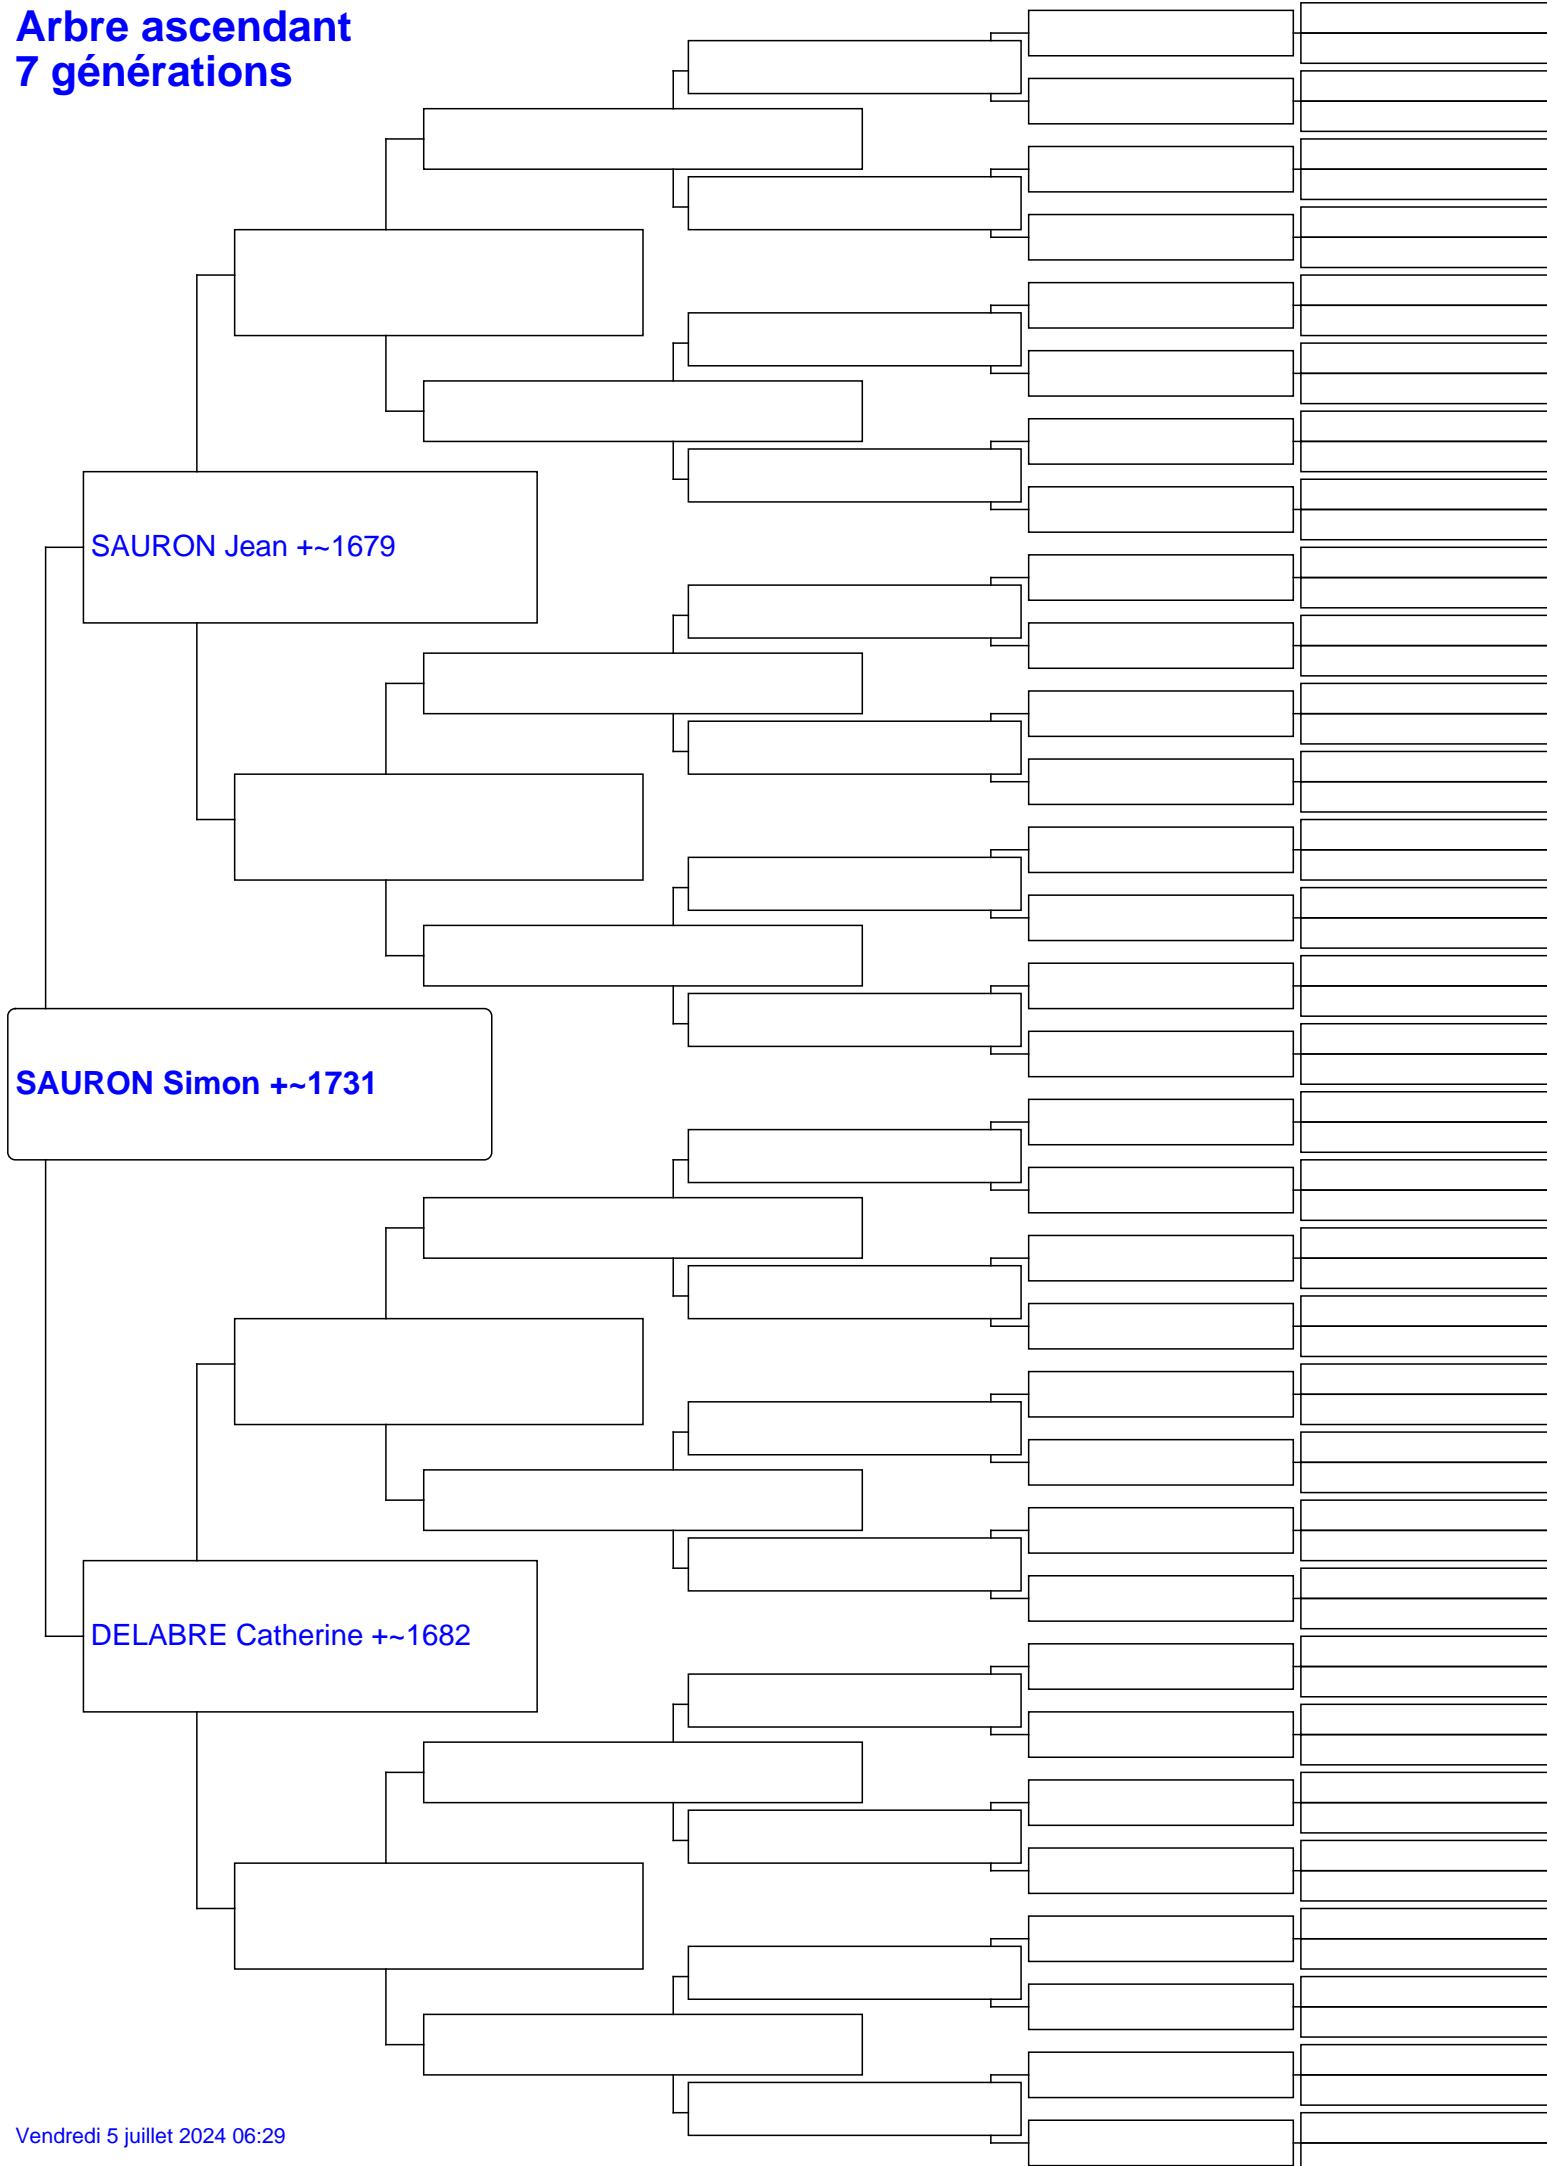 Arbre ascendant
7 générations
SAURON Jean +~1679
SAURON Simon +~1731
DELABRE Catherine +~1682
Vendredi 5 juillet 2024 06:29